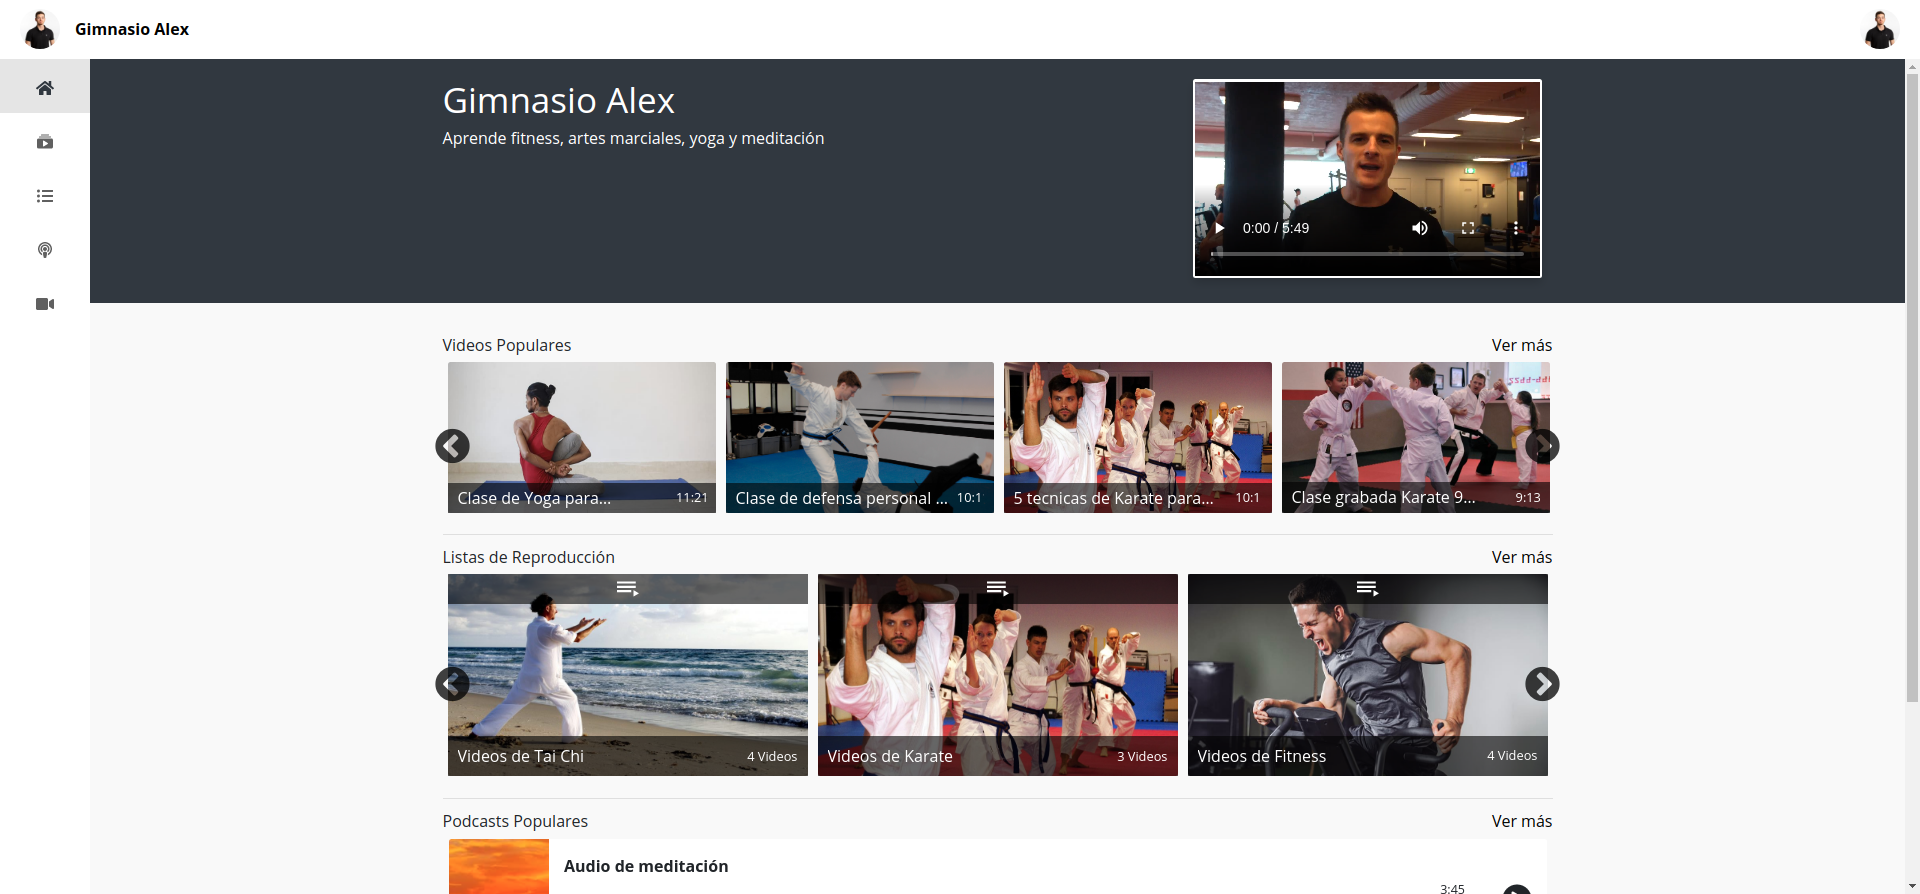 Gimnasio Alex
Gimnasio Alex
Aprende fitness, artes marciales, yoga y meditación
0:00 / 5:49
Videos Populares
Ver más
Clase de Yoga para...
11:21
Clase de defensa personal ...
10:1
5 tecnicas de Karate para...
10:1
Clase grabada Karate 9...
9:13
Listas de Reproducción
Ver más
Videos de Tai Chi
4 Videos
Videos de Karate
3 Videos
Videos de Fitness
4 Videos
Podcasts Populares
Ver más
Audio de meditación
3:45